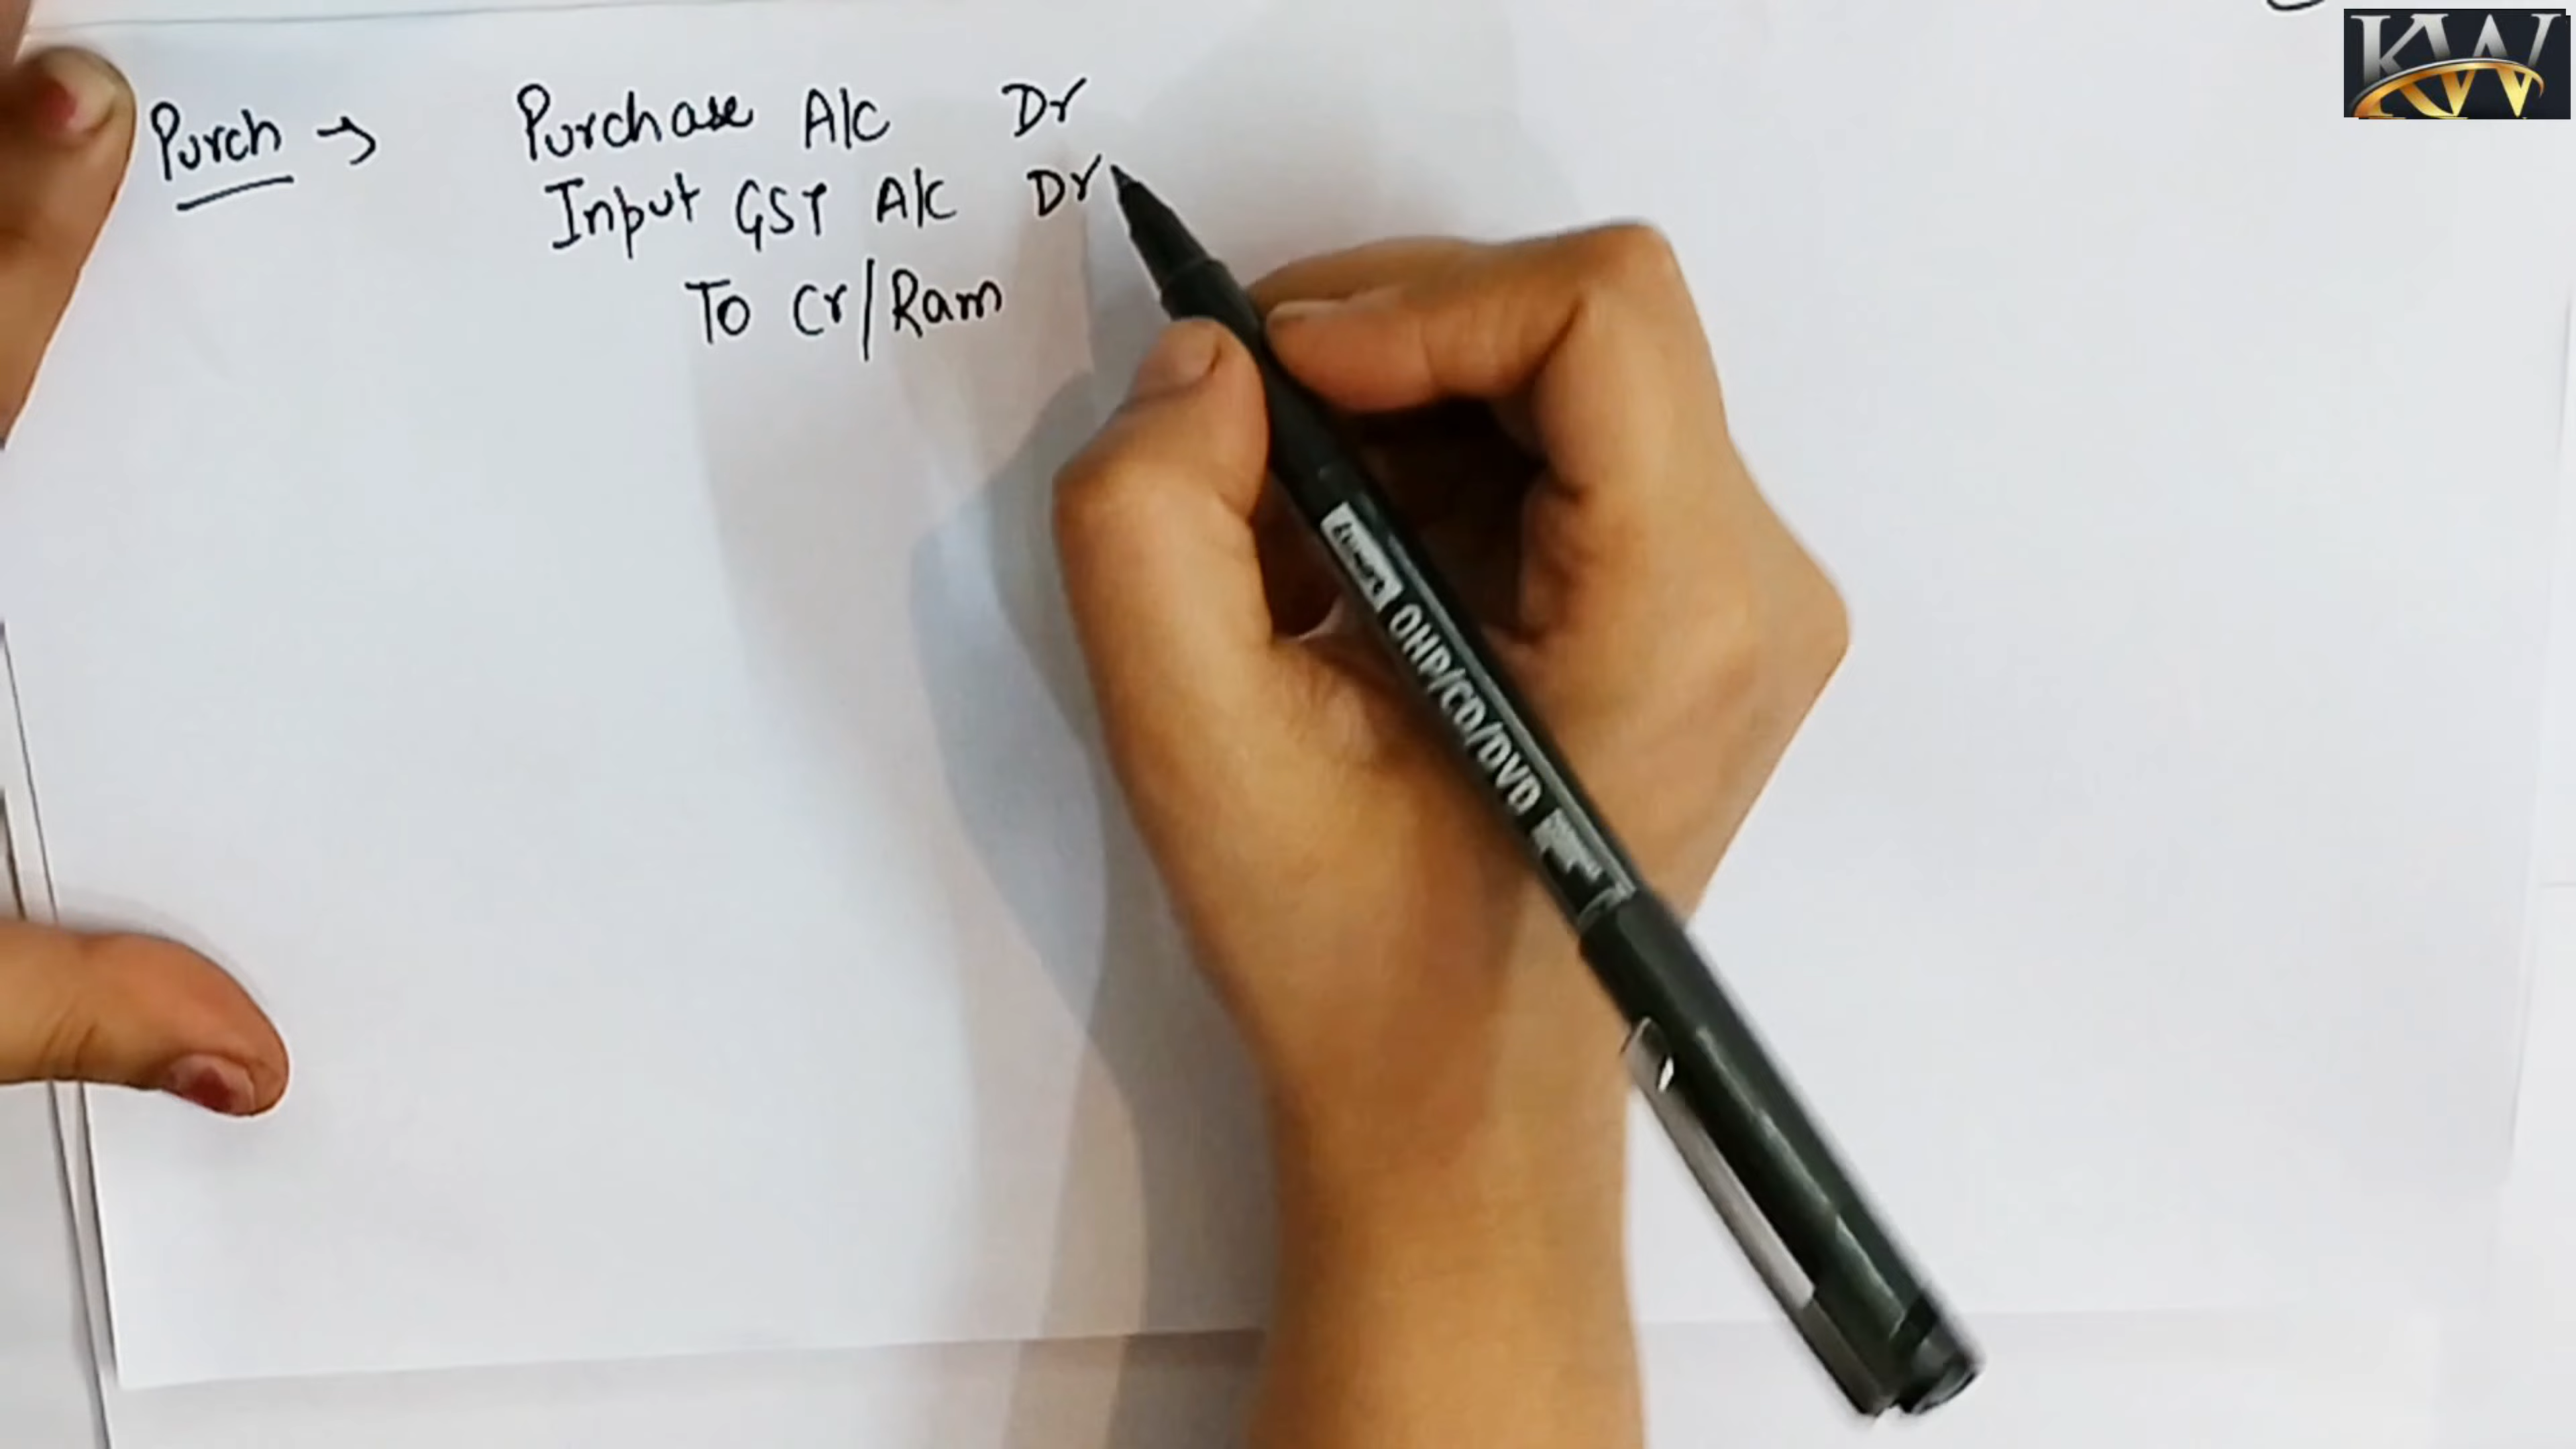 Purch → Purchase A/c Dr
Input GST A/c Dr
To Cr/Ram
OHP/CD/DVD
KW